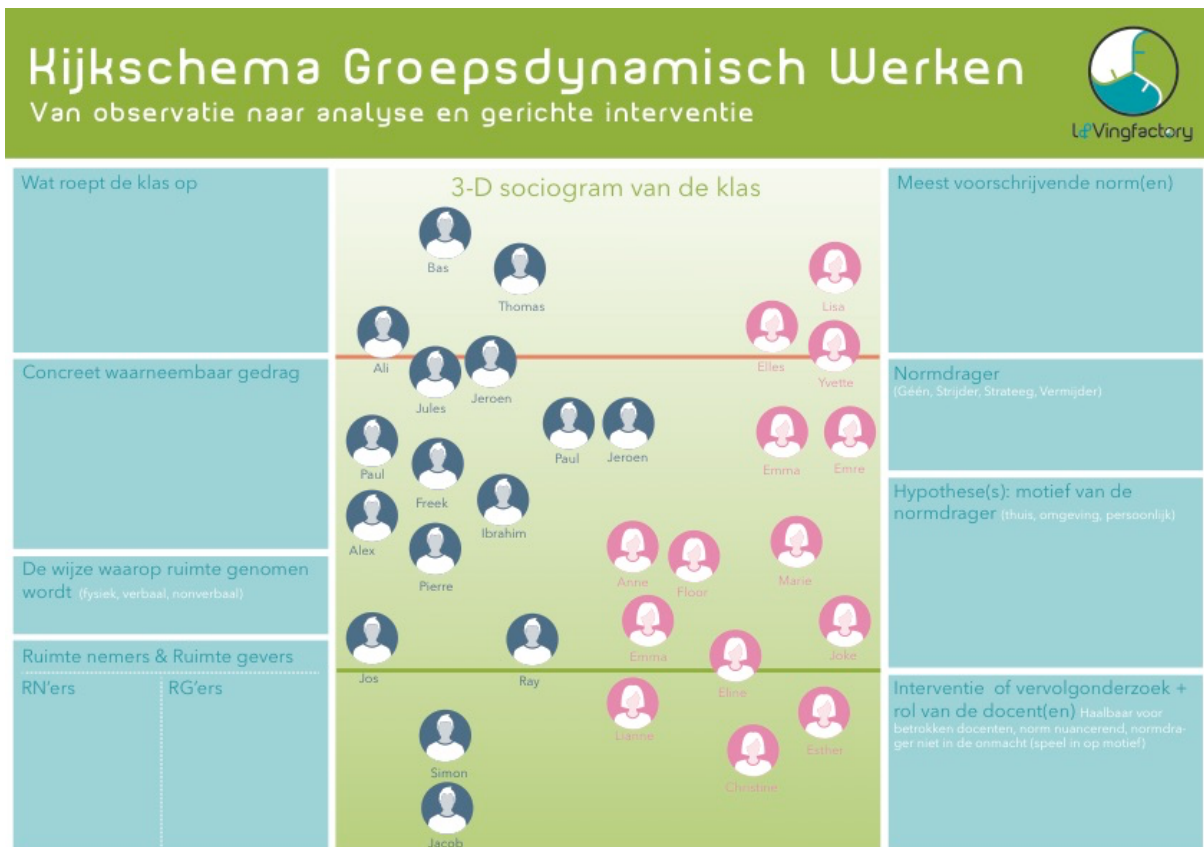 Kijkschema Groepsdynamisch Werken
Van observatie naar analyse en gerichte interventie
LeVingfactory
Wat roept de klas op
Concreet waarneembaar gedrag
De wijze waarop ruimte genomen
wordt (fysiek, verbaal, nonverbaal)
Ruimte nemers & Ruimte gevers
RN'ers
RG'ers
3-D sociogram van de klas
Bas
Thomas
Lisa
Ali
Elles
Jules
Jeroen
Yvette
Paul
Freek
Paul
Jeroen
Emma
Emre
Alex
Ibrahim
Pierre
Anne
Floor
Marie
Jos
Ray
Emma
Eline
Joke
Lianne
Esther
Simon
Christine
Jacob
Meest voorschrijvende norm(en)
Normdrager
(Géén, Strijder, Strateeg, Vermijder)
Hypothese(s): motief van de
normdrager (thuis, omgeving, persoonlijk)
Interventie of vervolgonderzoek +
rol van de docent(en) Haalbaar voor
betrokken docenten, norm nuancerend, normdra-
ger niet in de onmacht (speel in op motief)